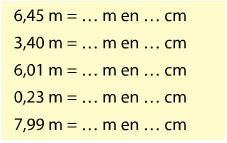 6,45 m = … m en … cm
3,40 m = … m en … cm
6,01 m = … m en … cm
0,23 m = … m en … cm
7,99 m = … m en … cm